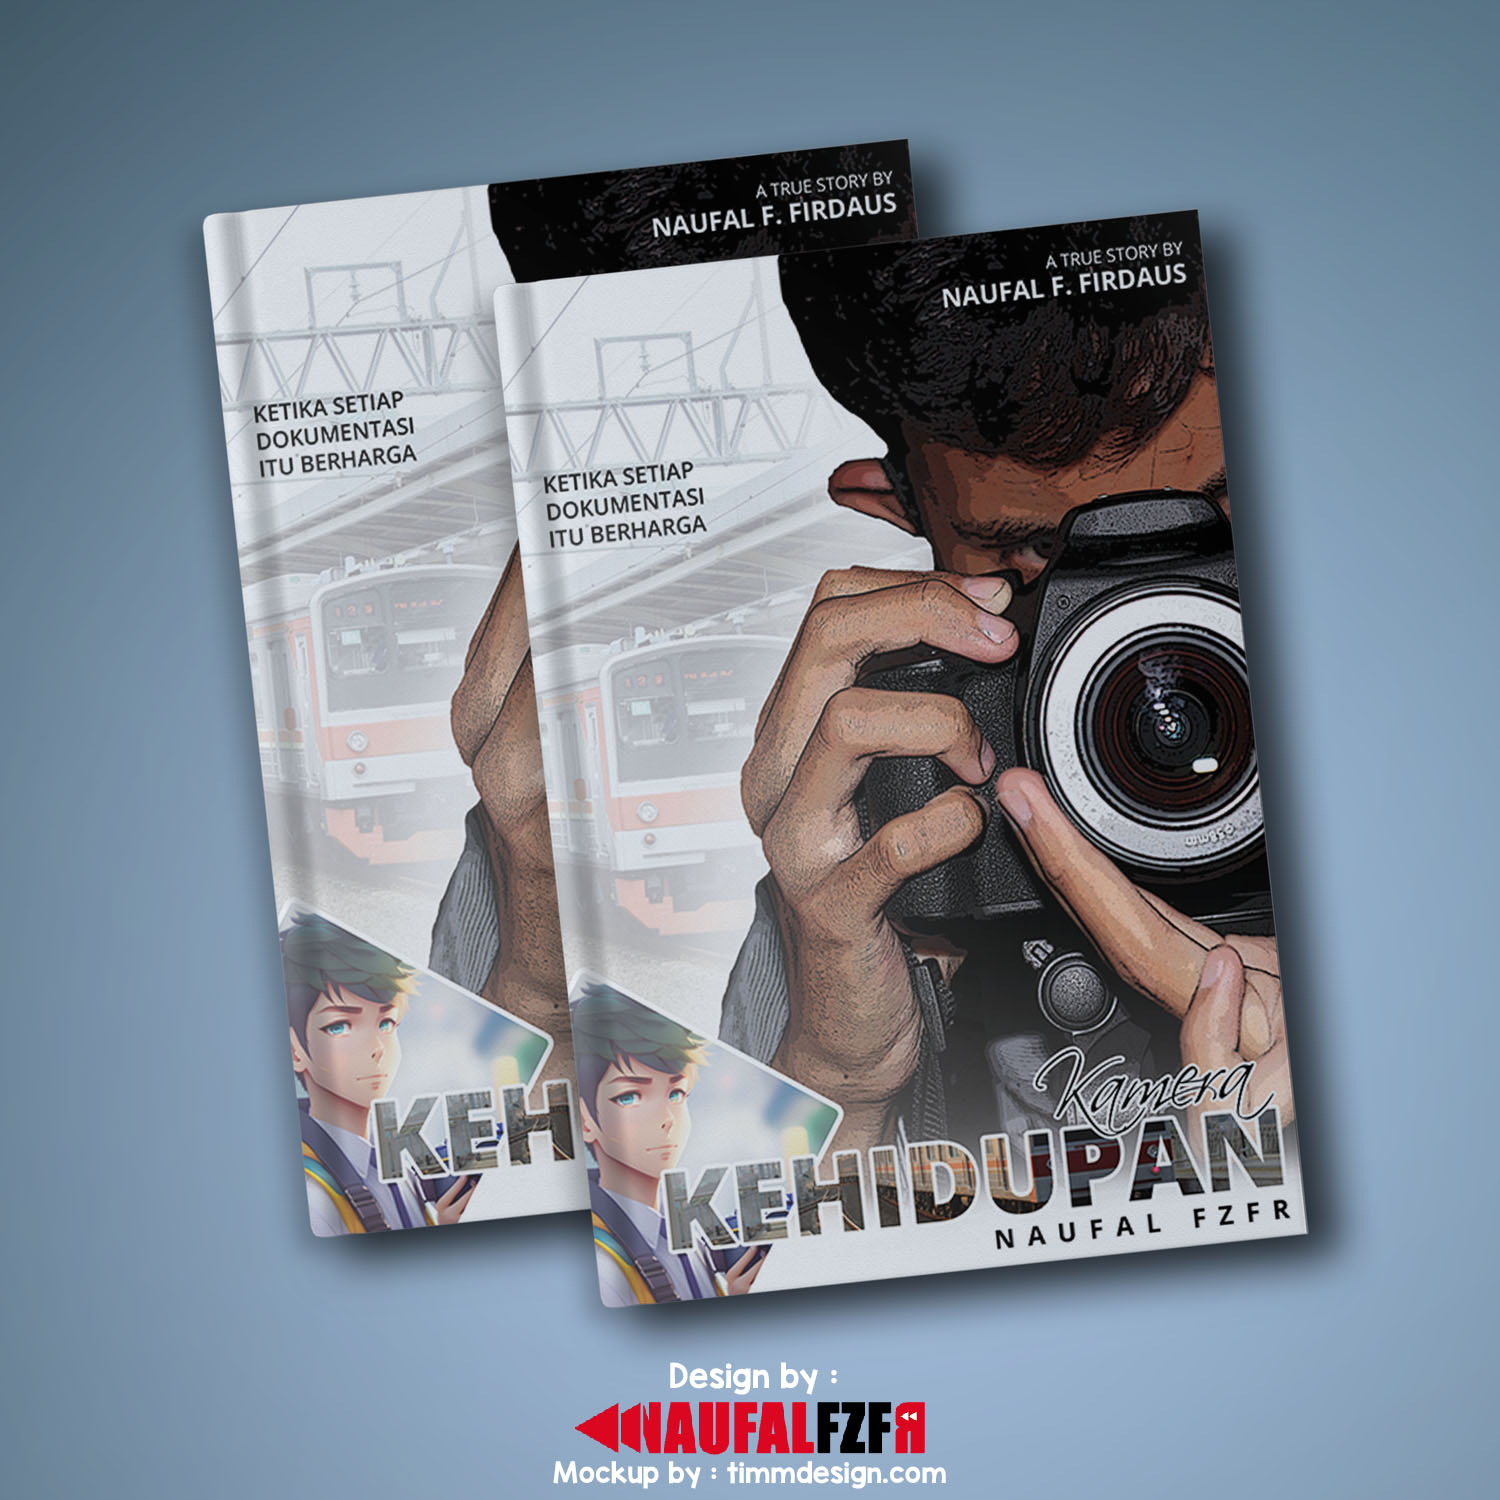 A TRUE STORY BY
NAUFAL F. FIRDAUS
KETIKA SETIAP
DOKUMENTASI
ITU BERHARGA
KEH
A TRUE STORY BY
NAUFAL F. FIRDAUS
KETIKA SETIAP
DOKUMENTASI
ITU BERHARGA
Kamera
KEHIDUPAN
NAUFAL FZFR
Design by :
NAUFALFZFR
Mockup by : timmdesign.com